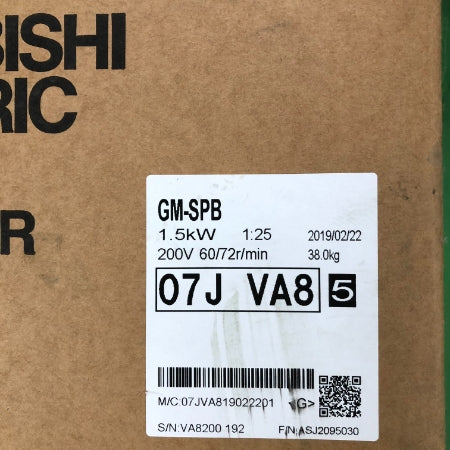 BISHI
RIC
R
GM-SPB
1.5kW 1:25 2019/02/22
200V 60/72r/min 38.0kg
07J VA8 5
M/C:07JVA819022201 <G>
S/N:VA8200 192 F/N:ASJ2095030